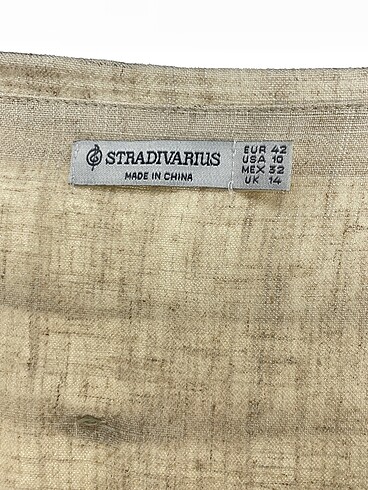 STRADIVARIUS
MADE IN CHINA
EUR 42
USA 10
MEX 32
UK 14